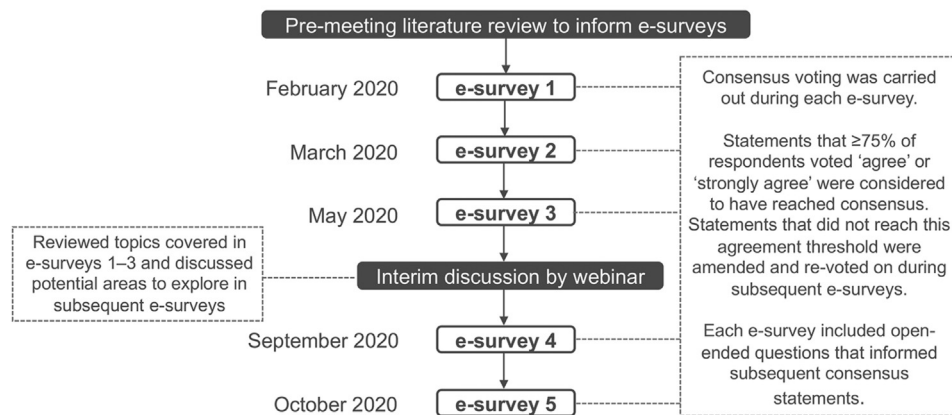 Pre-meeting literature review to inform e-surveys
February 2020
e-survey 1
March 2020
e-survey 2
May 2020
e-survey 3
Reviewed topics covered in
e-surveys 1–3 and discussed
potential areas to explore in
subsequent e-surveys
Interim discussion by webinar
September 2020
e-survey 4
October 2020
e-survey 5
Consensus voting was carried
out during each e-survey.
Statements that ≥75% of
respondents voted ‘agree’ or
‘strongly agree’ were considered
to have reached consensus.
Statements that did not reach this
agreement threshold were
amended and re-voted on during
subsequent e-surveys.
Each e-survey included open-
ended questions that informed
subsequent consensus
statements.